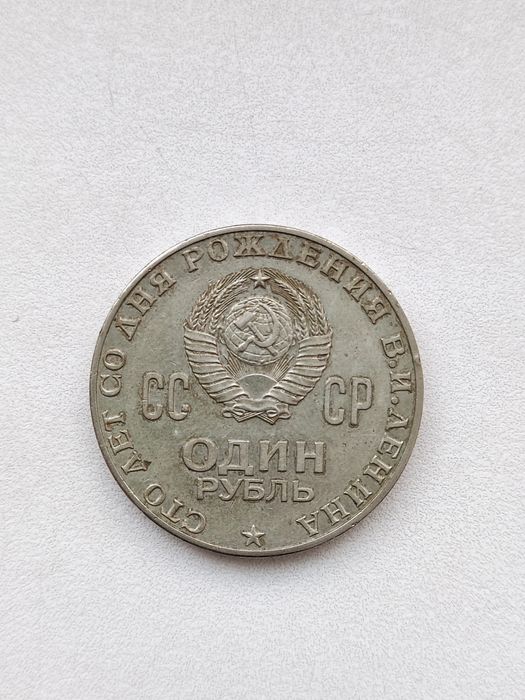 СТО ЛЕТ СО ДНЯ РОЖДЕНИЯ В.И.ЛЕНИНА
СС СР
ОДИН
РУБЛЬ